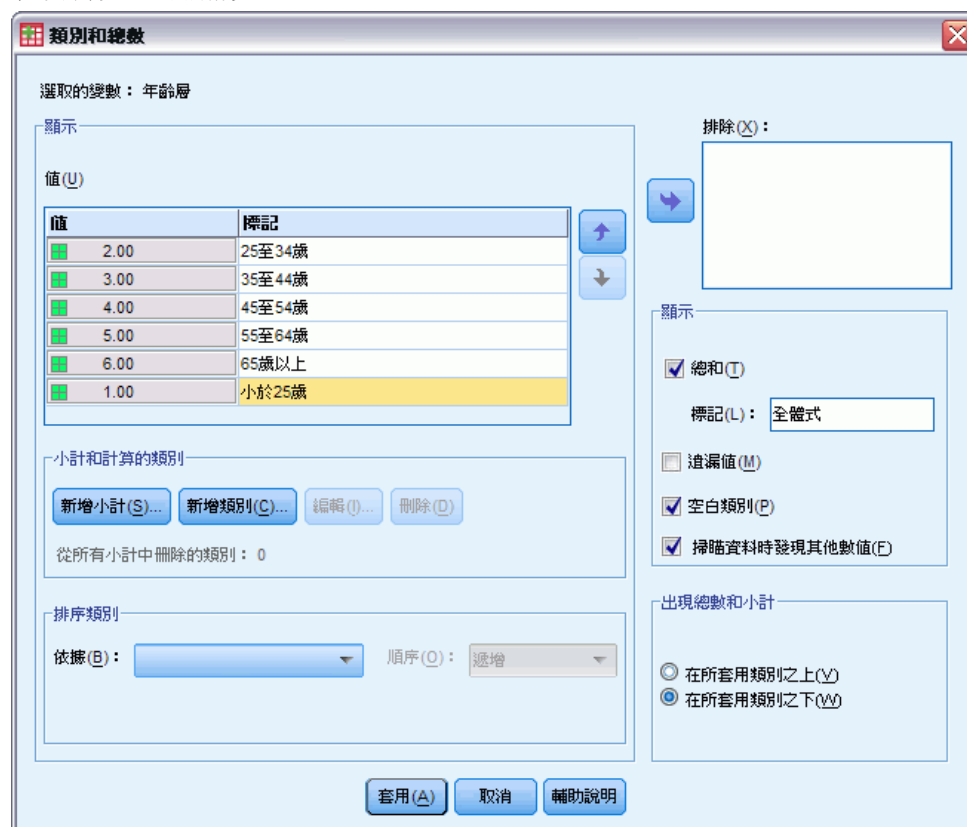 類別和總數
選取的變數： 年齡層
顯示
值(U)
值 標記
2.00 25至34歲
3.00 35至44歲
4.00 45至54歲
5.00 55至64歲
6.00 65歲以上
1.00 小於25歲
小計和計算的類別
新增小計(S)... 新增類別(C)... 編輯(I)... 刪除(D)
從所有小計中刪除的類別： 0
排序類別
依據(B)： 順序(O)： 遞增
排除(X)：
顯示
總和(T)
標記(L)： 全體式
遺漏值(M)
空白類別(P)
掃瞄資料時發現其他數值(F)
出現總數和小計
在所套用類別之上(V)
在所套用類別之下(W)
套用(A) 取消 輔助說明